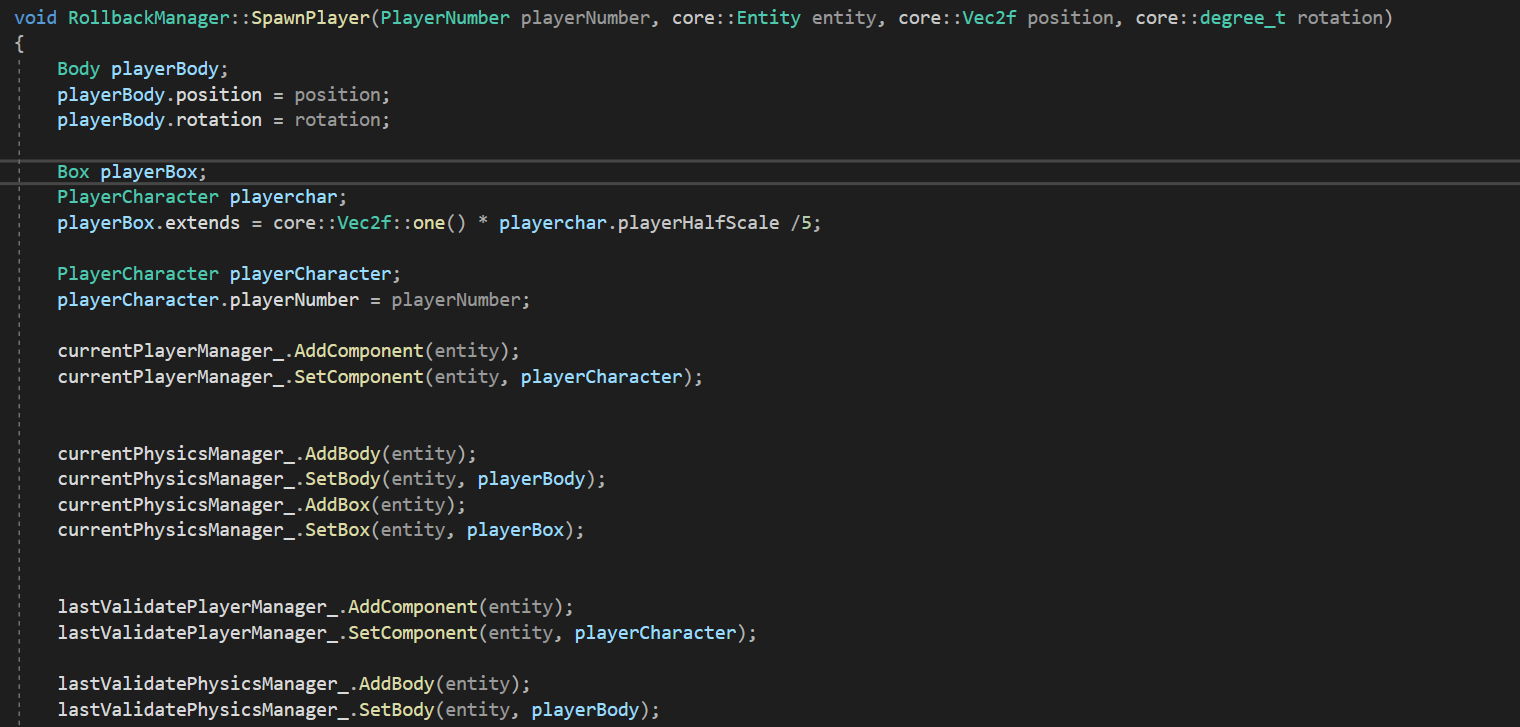 void RollbackManager::SpawnPlayer(PlayerNumber playerNumber, core::Entity entity, core::Vec2f position, core::degree_t rotation)
{
    Body playerBody;
    playerBody.position = position;
    playerBody.rotation = rotation;
    Box playerBox;
    PlayerCharacter playerchar;
    playerBox.extends = core::Vec2f::one() * playerchar.playerHalfScale /5;
    PlayerCharacter playerCharacter;
    playerCharacter.playerNumber = playerNumber;
    currentPlayerManager_.AddComponent(entity);
    currentPlayerManager_.SetComponent(entity, playerCharacter);
    currentPhysicsManager_.AddBody(entity);
    currentPhysicsManager_.SetBody(entity, playerBody);
    currentPhysicsManager_.AddBox(entity);
    currentPhysicsManager_.SetBox(entity, playerBox);
    lastValidatePlayerManager_.AddComponent(entity);
    lastValidatePlayerManager_.SetComponent(entity, playerCharacter);
    lastValidatePhysicsManager_.AddBody(entity);
    lastValidatePhysicsManager_.SetBody(entity, playerBody);